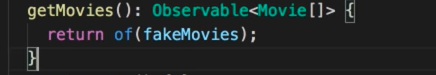 getMovies(): Observable<Movie[]> {
  return of(fakeMovies);
}